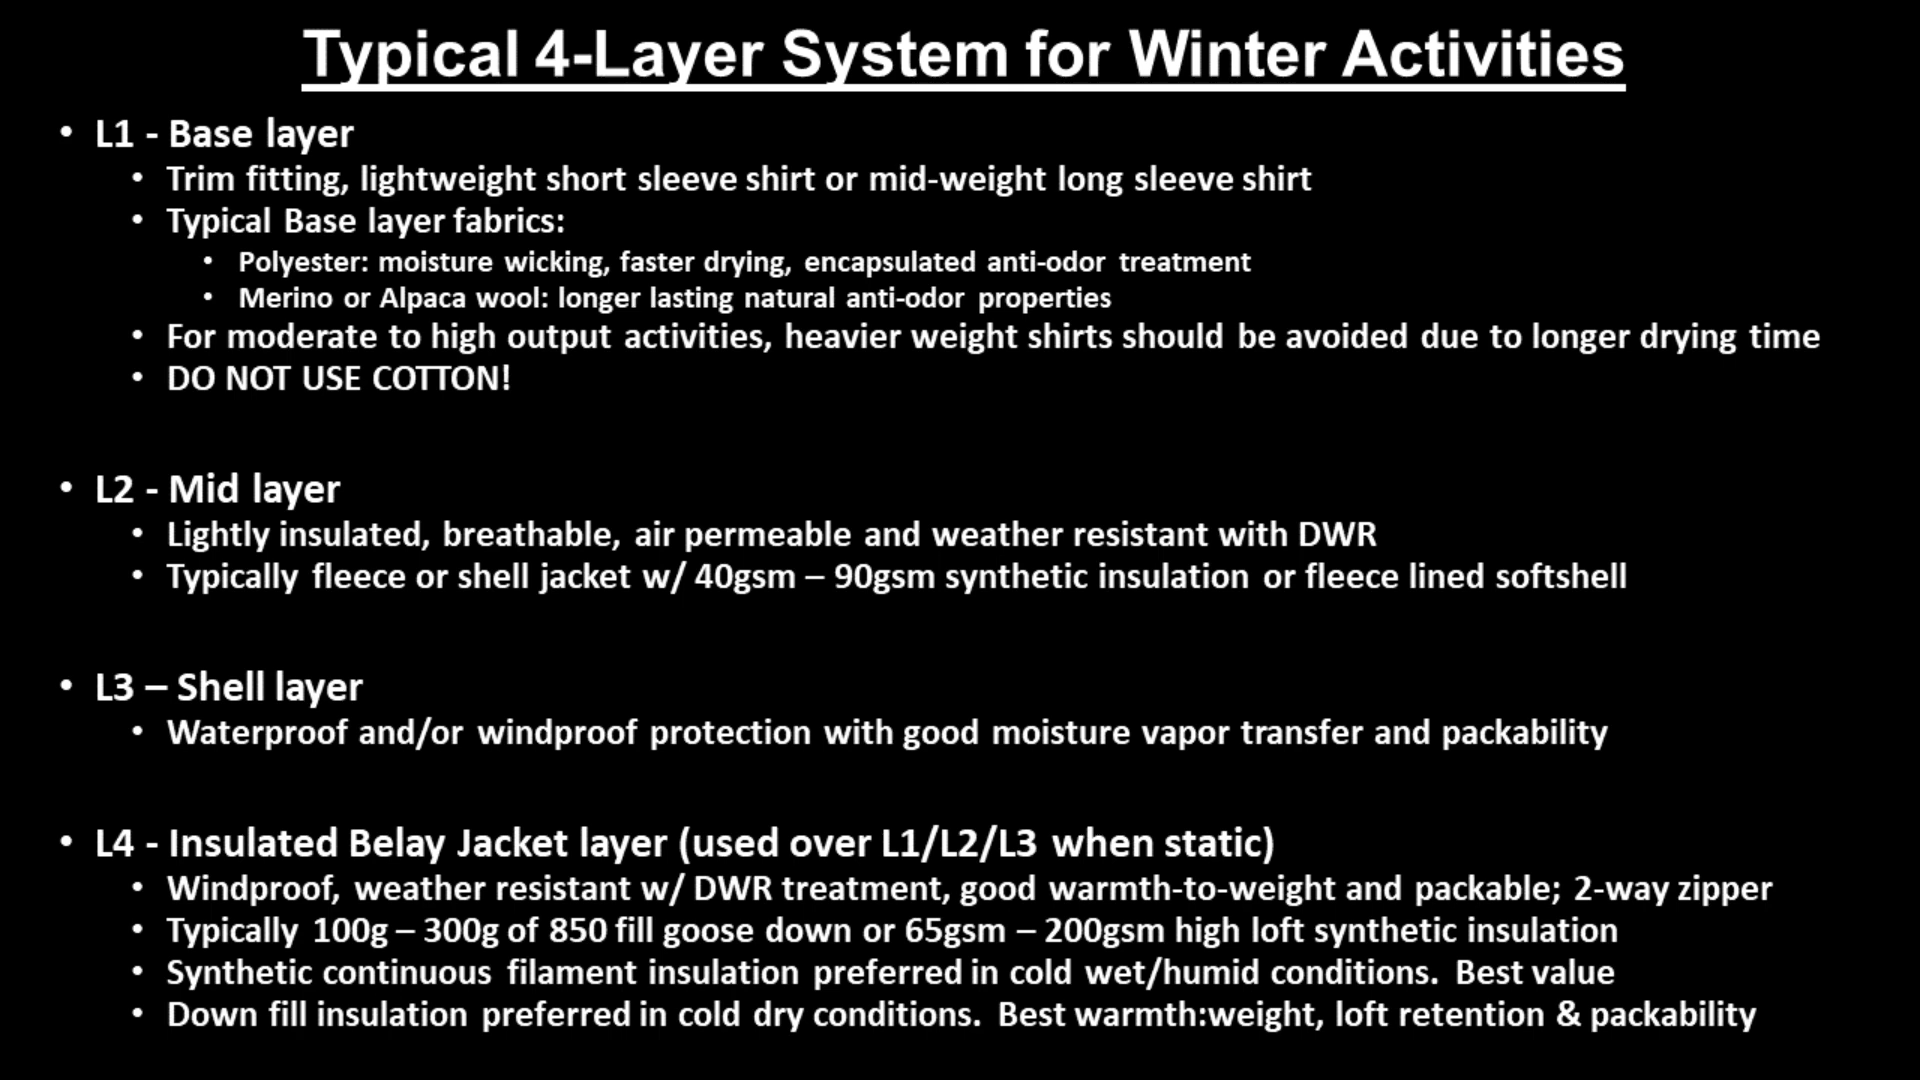 Typical 4-Layer System for Winter Activities
• L1 - Base layer
• Trim fitting, lightweight short sleeve shirt or mid-weight long sleeve shirt
• Typical Base layer fabrics:
• Polyester: moisture wicking, faster drying, encapsulated anti-odor treatment
• Merino or Alpaca wool: longer lasting natural anti-odor properties
• For moderate to high output activities, heavier weight shirts should be avoided due to longer drying time
• DO NOT USE COTTON!
• L2 - Mid layer
• Lightly insulated, breathable, air permeable and weather resistant with DWR
• Typically fleece or shell jacket w/ 40gsm – 90gsm synthetic insulation or fleece lined softshell
• L3 – Shell layer
• Waterproof and/or windproof protection with good moisture vapor transfer and packability
• L4 - Insulated Belay Jacket layer (used over L1/L2/L3 when static)
• Windproof, weather resistant w/ DWR treatment, good warmth-to-weight and packable; 2-way zipper
• Typically 100g – 300g of 850 fill goose down or 65gsm – 200gsm high loft synthetic insulation
• Synthetic continuous filament insulation preferred in cold wet/humid conditions. Best value
• Down fill insulation preferred in cold dry conditions. Best warmth:weight, loft retention & packability